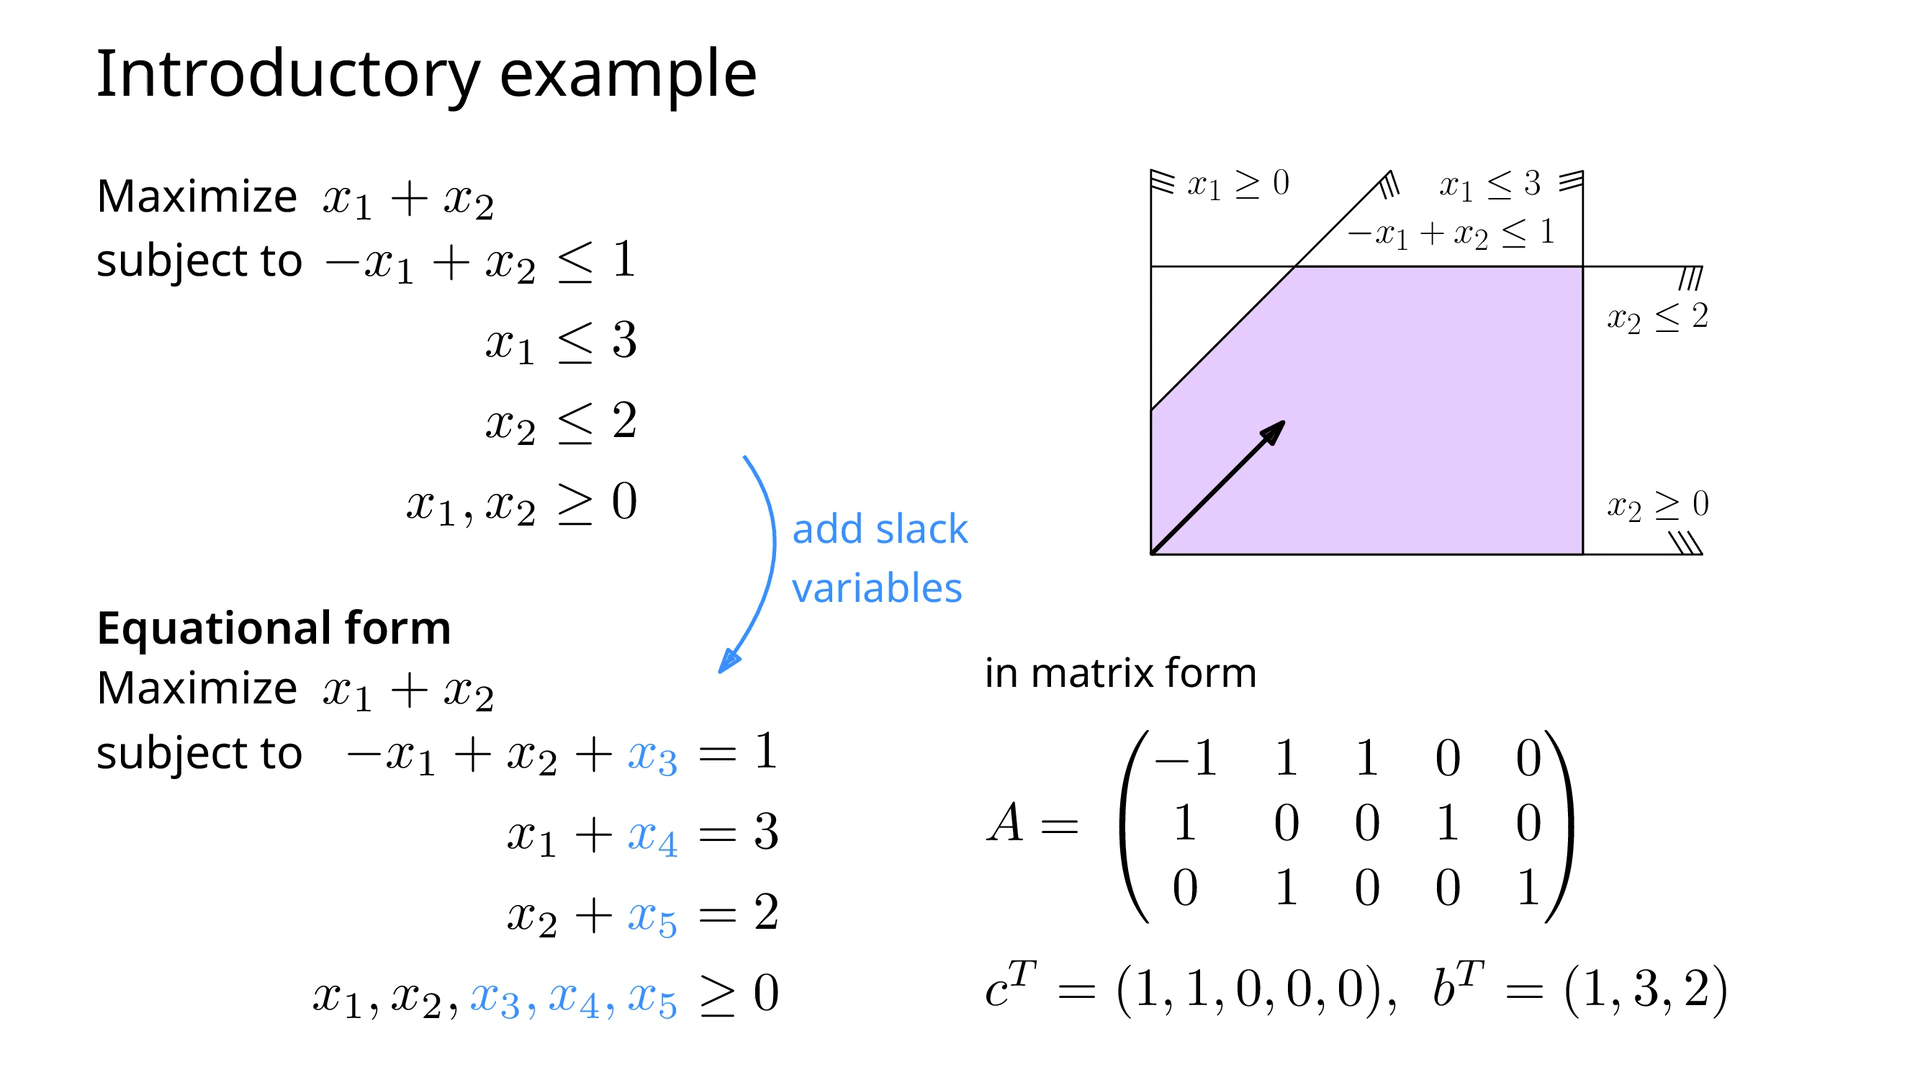 Introductory example
Maximize x₁ + x₂
subject to −x₁ + x₂ ≤ 1
x₁ ≤ 3
x₂ ≤ 2
x₁, x₂ ≥ 0
add slack
variables
x₁ ≥ 0
x₁ ≤ 3
−x₁ + x₂ ≤ 1
x₂ ≤ 2
x₂ ≥ 0
Equational form
Maximize x₁ + x₂
subject to −x₁ + x₂ + x₃ = 1
x₁ + x₄ = 3
x₂ + x₅ = 2
x₁, x₂, x₃, x₄, x₅ ≥ 0
in matrix form
−1 1 1 0 0
A = 1 0 0 1 0
0 1 0 0 1
cᵀ = (1, 1, 0, 0, 0), bᵀ = (1, 3, 2)